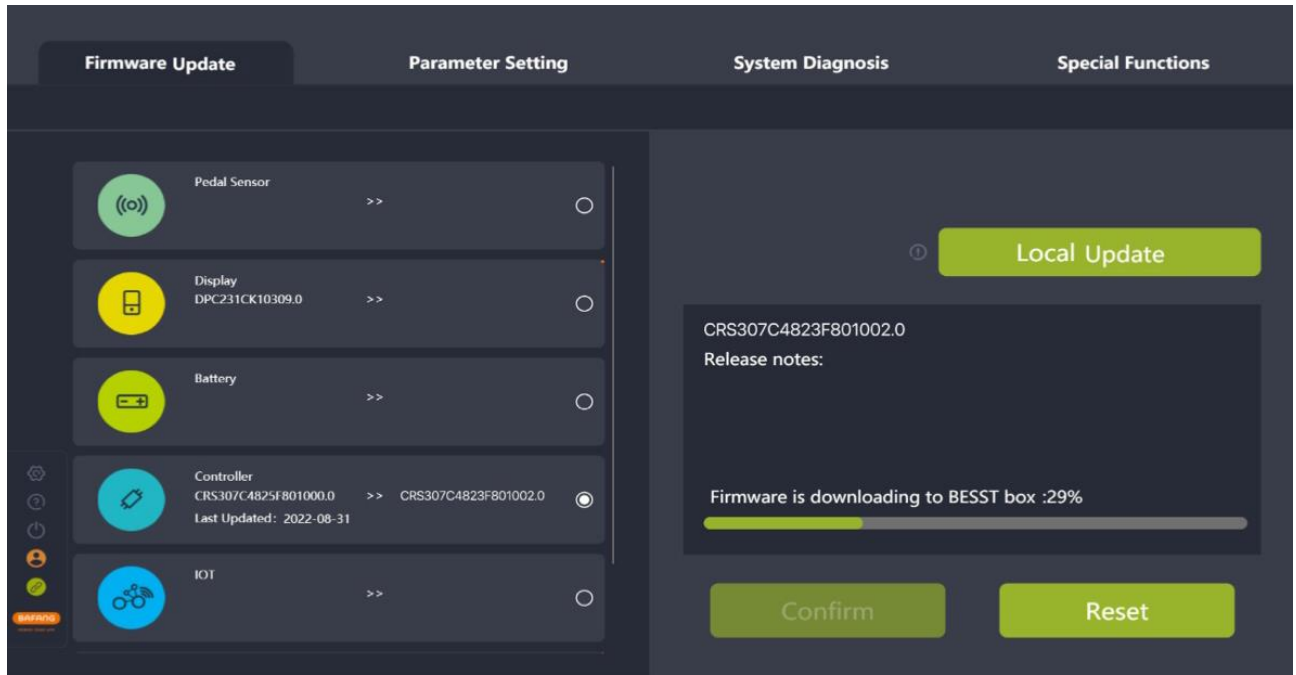 Firmware Update
Parameter Setting
System Diagnosis
Special Functions
Pedal Sensor
>>
Display
DPC231CK10309.0 >>
Battery
>>
Controller
CRS307C4825F801000.0 >> CRS307C4823F801002.0
Last Updated: 2022-08-31
IOT
>>
BAFANG
Local Update
CRS307C4823F801002.0
Release notes:
Firmware is downloading to BESST box :29%
Confirm
Reset